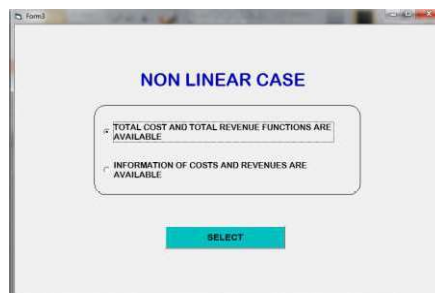 Form3
NON LINEAR CASE
TOTAL COST AND TOTAL REVENUE FUNCTIONS ARE
AVAILABLE
INFORMATION OF COSTS AND REVENUES ARE
AVAILABLE
SELECT